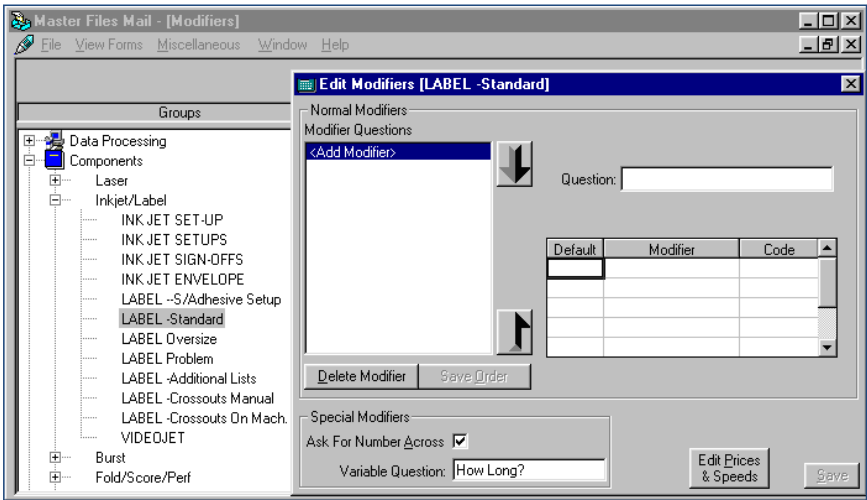 Master Files Mail - [Modifiers]
File View Forms Miscellaneous Window Help
Groups
Data Processing
Components
Laser
Inkjet/Label
INK JET SET-UP
INK JET SETUPS
INK JET SIGN-OFFS
INK JET ENVELOPE
LABEL --S/Adhesive Setup
LABEL -Standard
LABEL Oversize
LABEL Problem
LABEL -Additional Lists
LABEL -Crossouts Manual
LABEL -Crossouts On Mach.
VIDEOJET
Burst
Fold/Score/Perf
Edit Modifiers [LABEL -Standard]
Normal Modifiers
Modifier Questions
<Add Modifier>
Question:
Default Modifier Code
Delete Modifier Save Order
Special Modifiers
Ask For Number Across
Variable Question: How Long?
Edit Prices
& Speeds
Save